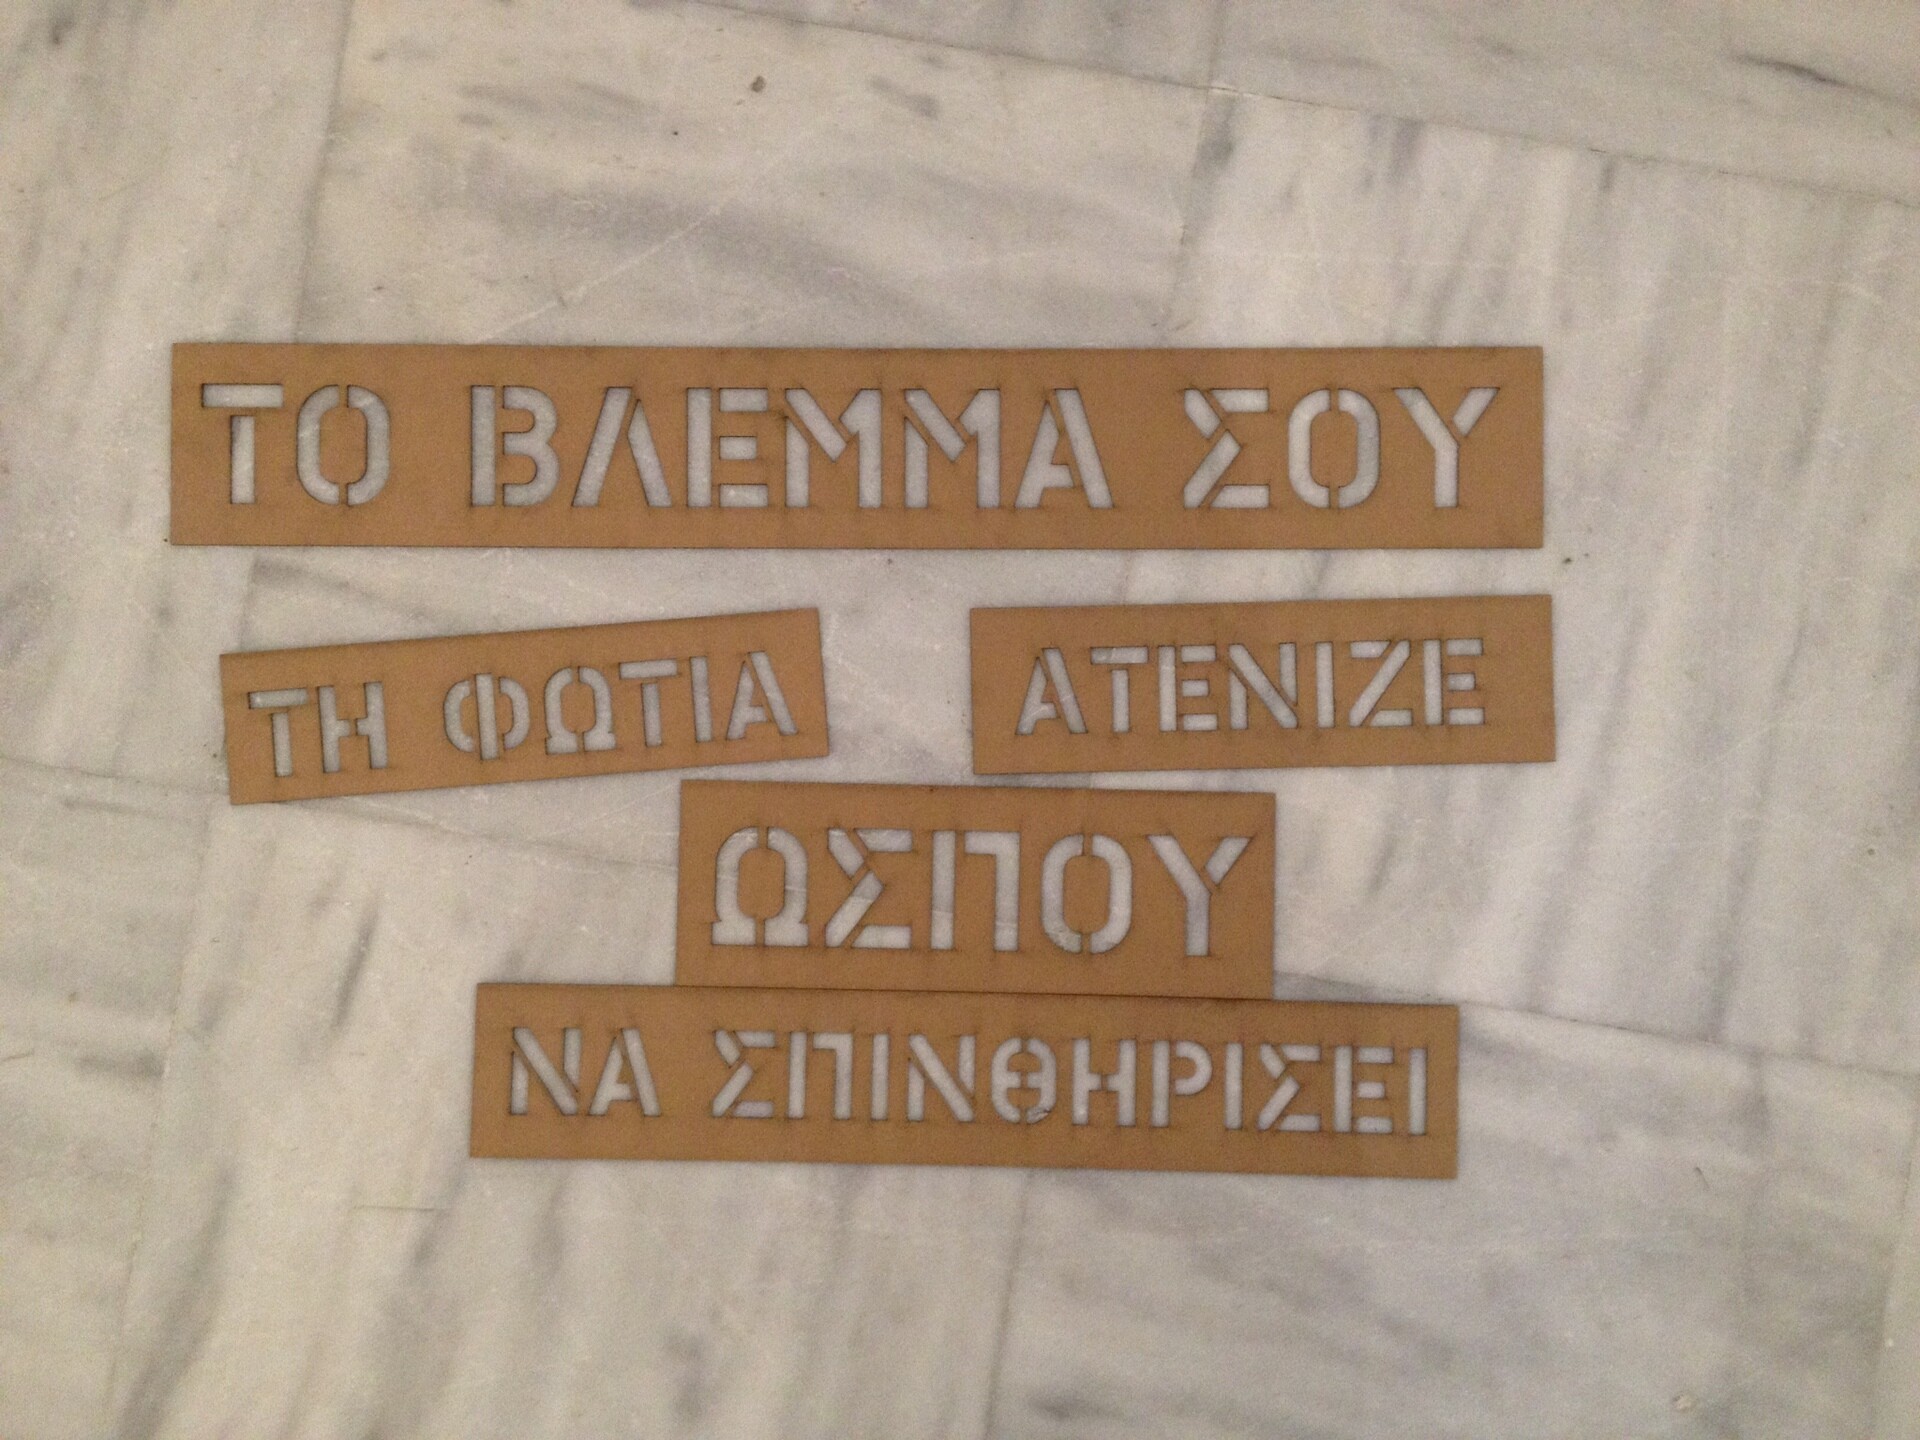 ΤΟ ΒΛΕΜΜΑ ΣΟΥ
ΤΗ ΦΩΤΙΑ ΑΤΕΝΙΖΕ
ΩΣΠΟΥ
ΝΑ ΣΠΙΝΘΗΡΙΣΕΙ